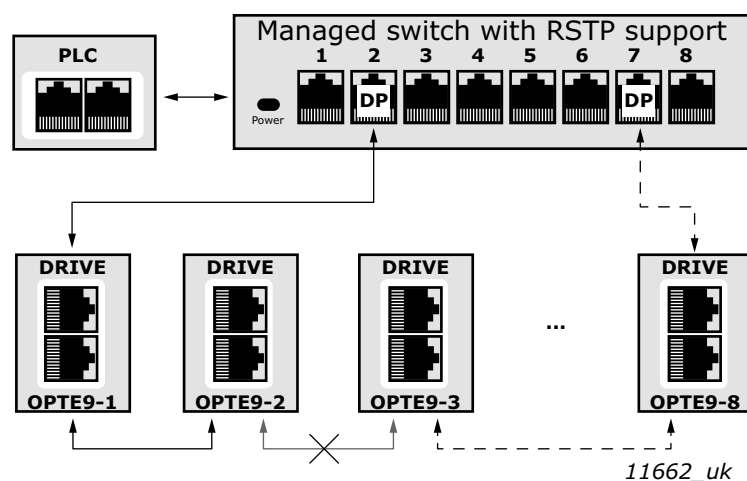 Managed switch with RSTP support
PLC
1 2 3 4 5 6 7 8
DP DP
Power
DRIVE DRIVE DRIVE DRIVE
...
OPTE9-1 OPTE9-2 OPTE9-3 OPTE9-8
11662_uk